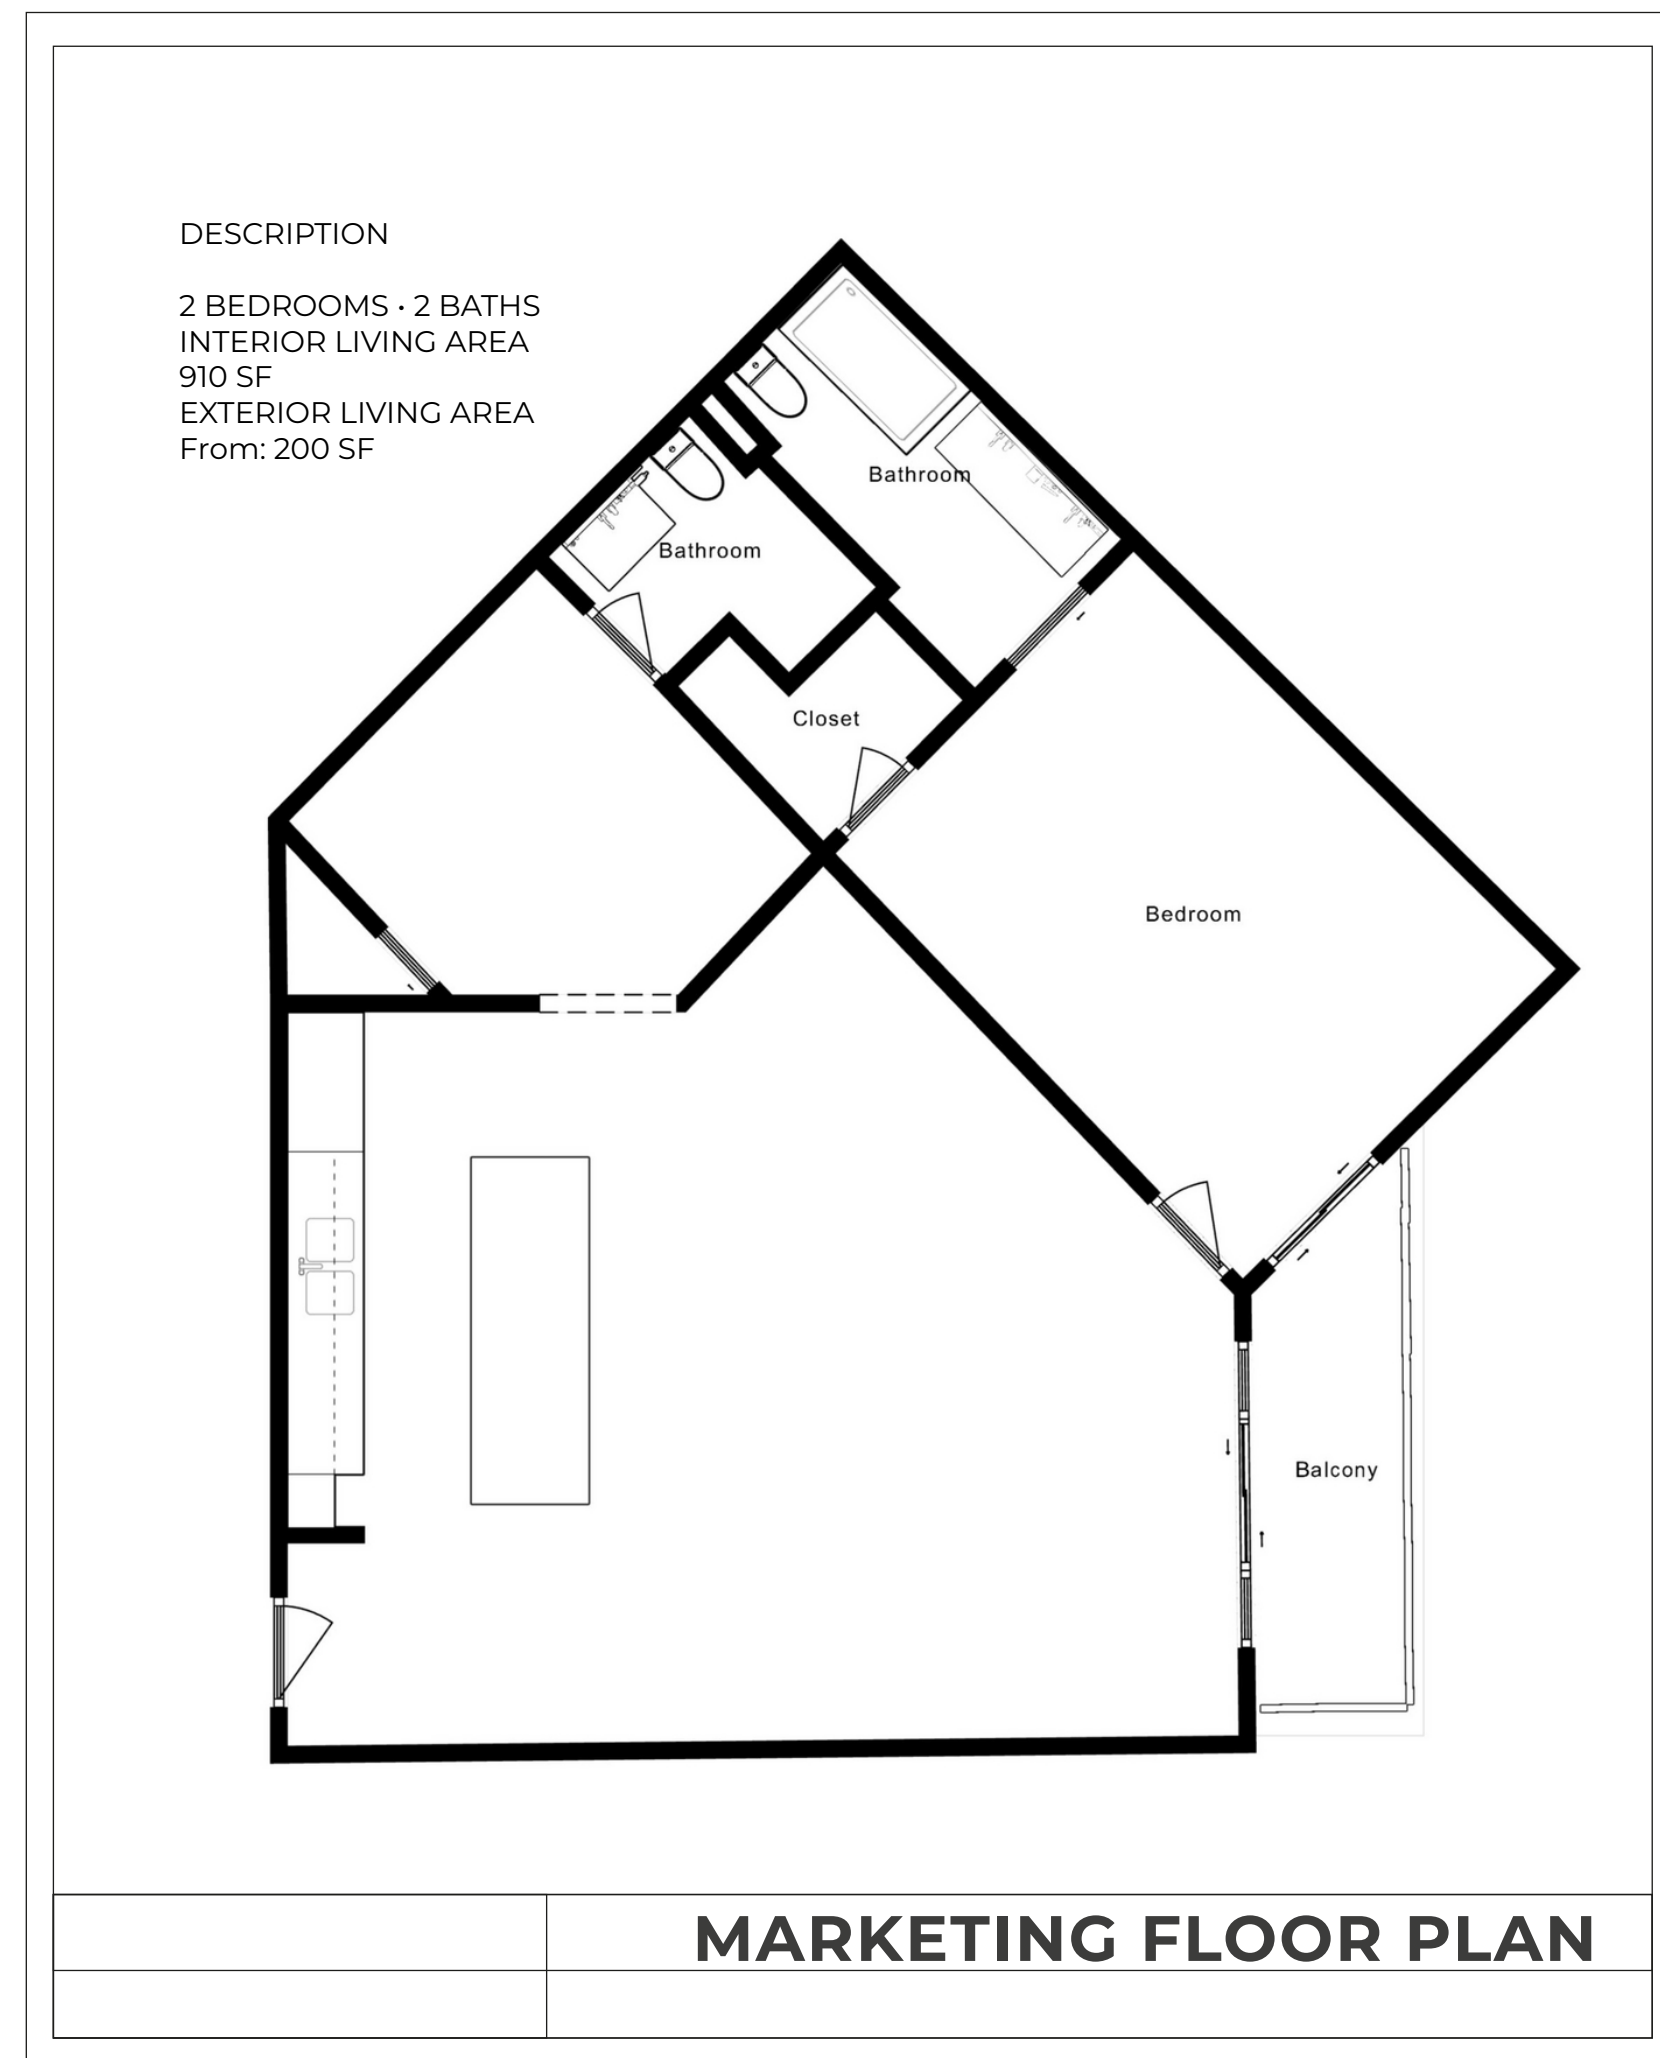 DESCRIPTION
2 BEDROOMS • 2 BATHS
INTERIOR LIVING AREA
910 SF
EXTERIOR LIVING AREA
From: 200 SF
Bathroom
Bathroom
Closet
Bedroom
Balcony
MARKETING FLOOR PLAN